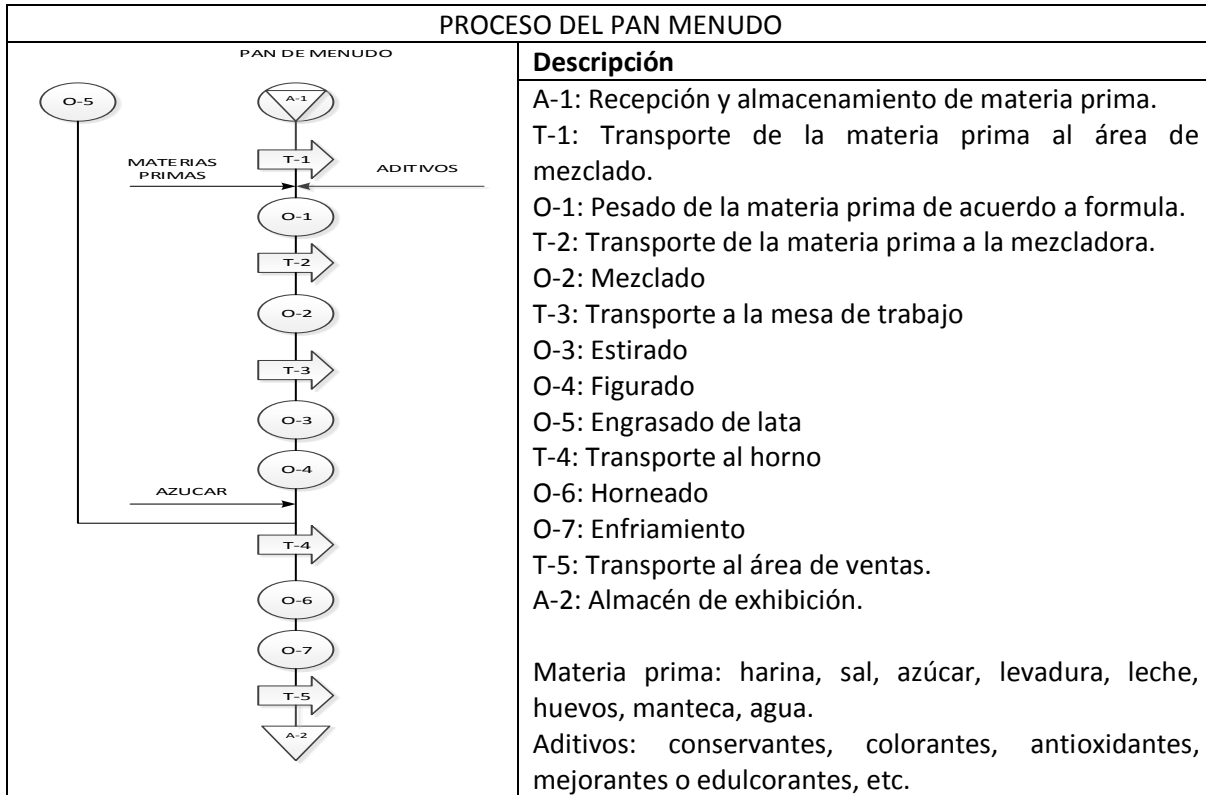 PROCESO DEL PAN MENUDO
PAN DE MENUDO
O-5
A-1
T-1
MATERIAS
PRIMAS
ADITIVOS
O-1
T-2
O-2
T-3
O-3
O-4
AZUCAR
T-4
O-6
O-7
T-5
A-2
Descripción
A-1: Recepción y almacenamiento de materia prima.
T-1: Transporte de la materia prima al área de
mezclado.
O-1: Pesado de la materia prima de acuerdo a formula.
T-2: Transporte de la materia prima a la mezcladora.
O-2: Mezclado
T-3: Transporte a la mesa de trabajo
O-3: Estirado
O-4: Figurado
O-5: Engrasado de lata
T-4: Transporte al horno
O-6: Horneado
O-7: Enfriamiento
T-5: Transporte al área de ventas.
A-2: Almacén de exhibición.
Materia prima: harina, sal, azúcar, levadura, leche,
huevos, manteca, agua.
Aditivos: conservantes, colorantes, antioxidantes,
mejorantes o edulcorantes, etc.